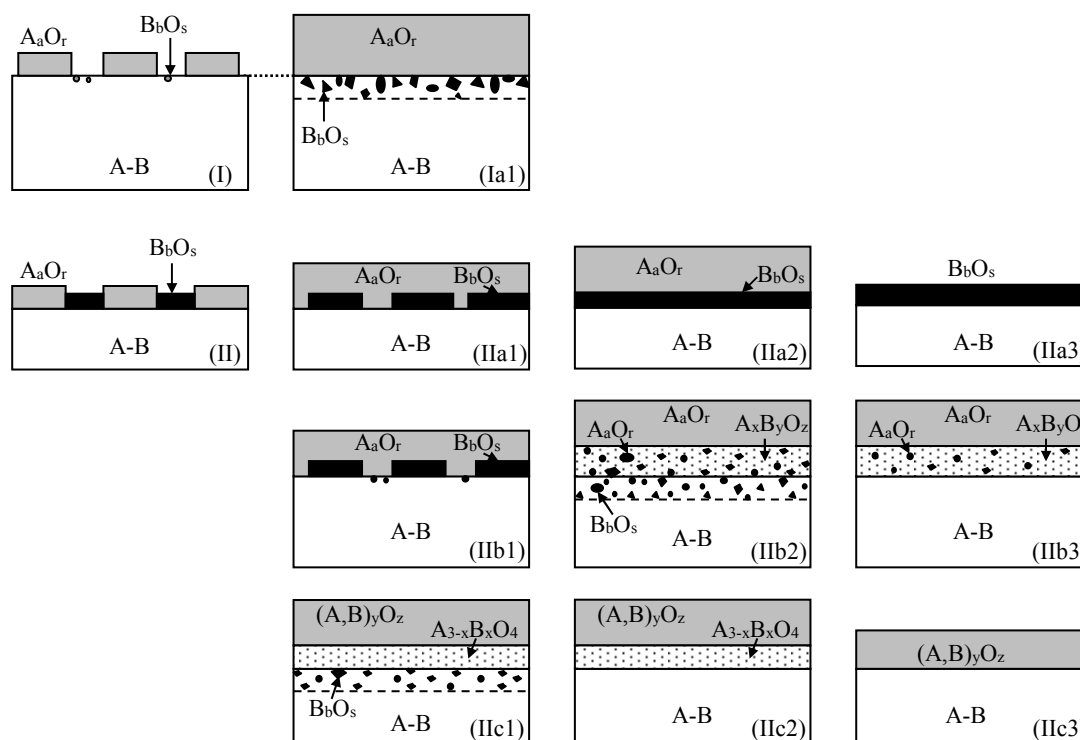 AaOr
BbOs
A-B
(I)
AaOr
BbOs
A-B
(Ia1)
AaOr
BbOs
A-B
(II)
AaOr
BbOs
A-B
(IIa1)
AaOr
BbOs
A-B
(IIa2)
BbOs
A-B
(IIa3)
AaOr
BbOs
A-B
(IIb1)
AaOr
AaOr
AxByOz
BbOs
A-B
(IIb2)
AaOr
AaOr
AxByO
A-B
(IIb3)
(A,B)yOz
A3-xBxO4
BbOs
A-B
(IIc1)
(A,B)yOz
A3-xBxO4
A-B
(IIc2)
(A,B)yOz
A-B
(IIc3)